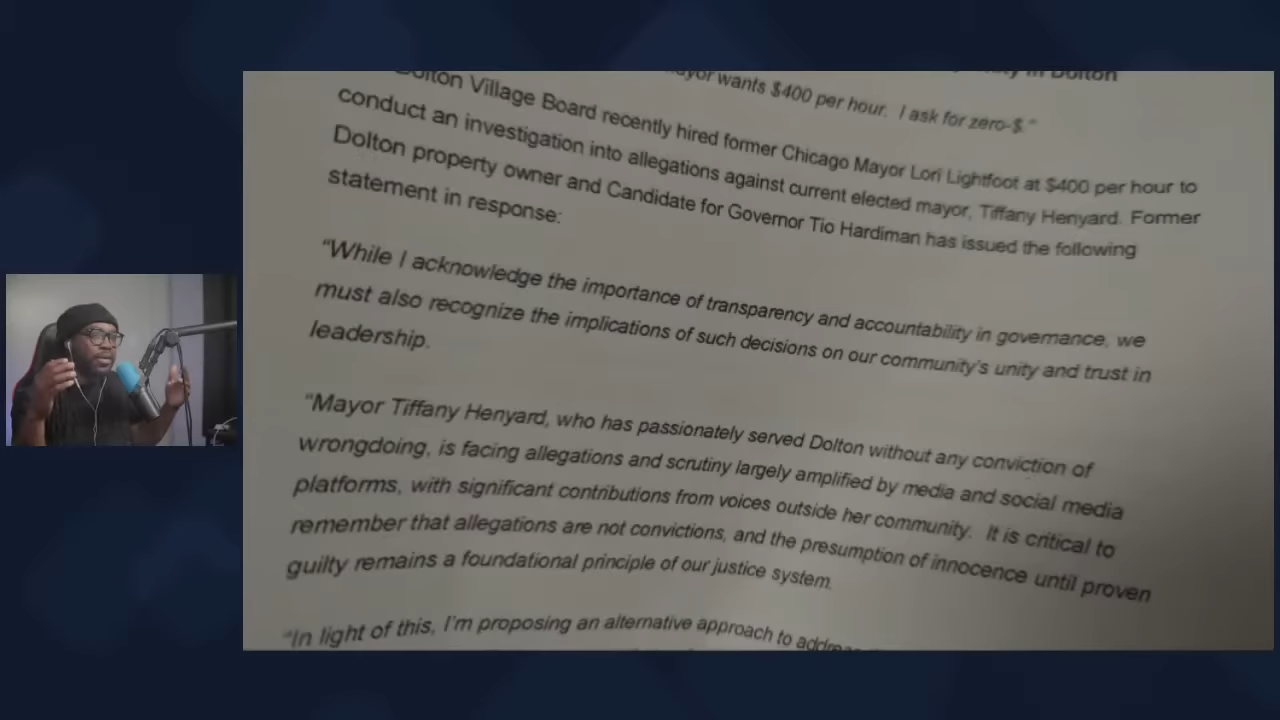 in Dolton
wants $400 per hour. I ask for zero-$."
Dolton Village Board recently hired former Chicago Mayor Lori Lightfoot at $400 per hour to
conduct an investigation into allegations against current elected mayor, Tiffany Henyard. Former
Dolton property owner and Candidate for Governor Tio Hardiman has issued the following
statement in response:
"While I acknowledge the importance of transparency and accountability in governance, we
must also recognize the implications of such decisions on our community's unity and trust in
leadership.
"Mayor Tiffany Henyard, who has passionately served Dolton without any conviction of
wrongdoing, is facing allegations and scrutiny largely amplified by media and social media
platforms, with significant contributions from voices outside her community. It is critical to
remember that allegations are not convictions, and the presumption of innocence until proven
guilty remains a foundational principle of our justice system.
"In light of this, I'm proposing an alternative approach to